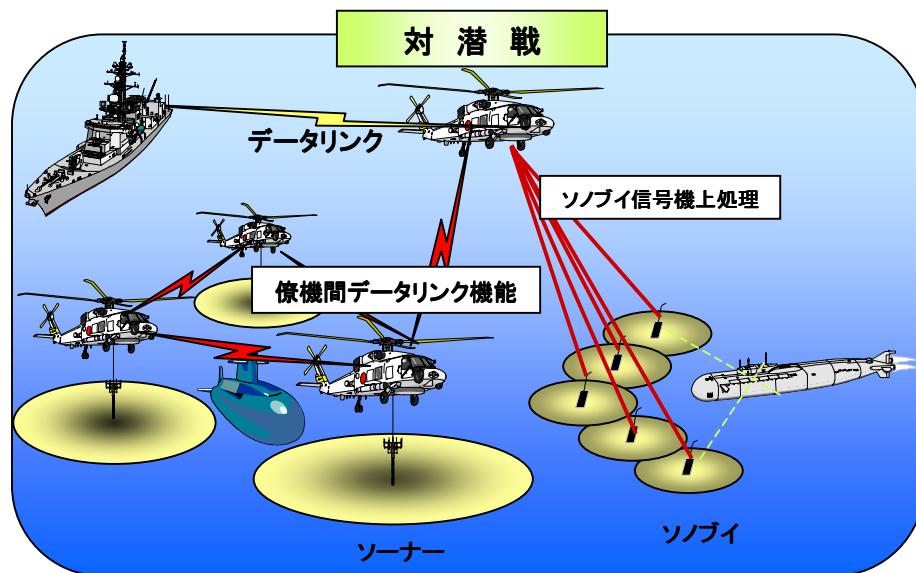 対 潜 戦
データリンク
ソノブイ信号機上処理
僚機間データリンク機能
ソノブイ
ソーナー